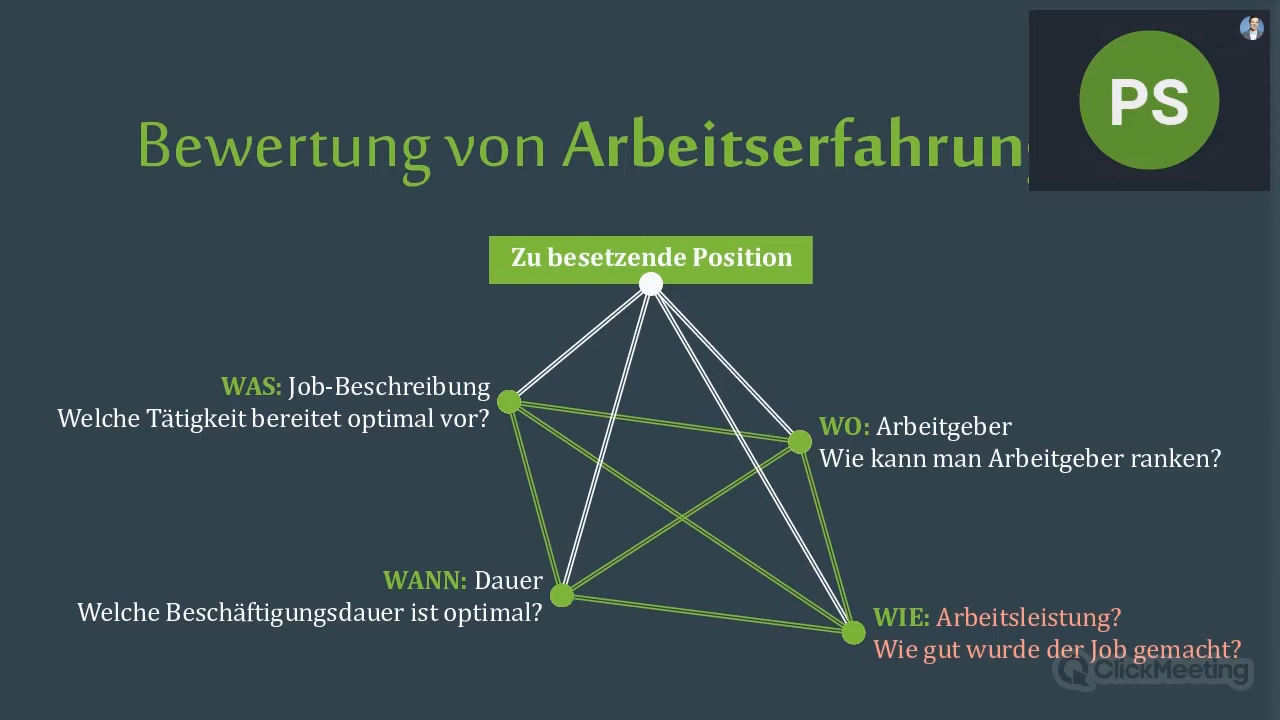 PS
Bewertung von Arbeitserfahrung
Zu besetzende Position
WAS: Job-Beschreibung
Welche Tätigkeit bereitet optimal vor?
WO: Arbeitgeber
Wie kann man Arbeitgeber ranken?
WANN: Dauer
Welche Beschäftigungsdauer ist optimal?
WIE: Arbeitsleistung?
Wie gut wurde der Job gemacht?
ClickMeeting